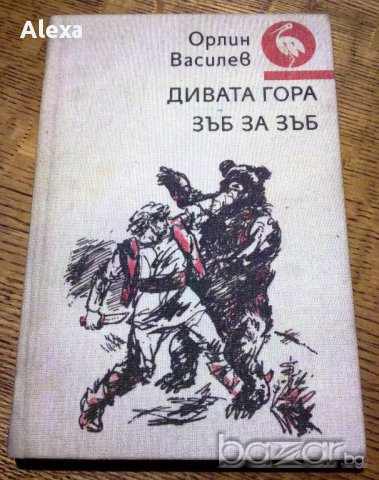 Alexa
Орлин
Василев
ДИВАТА ГОРА
ЗЪБ ЗА ЗЪБ
bazar.bg